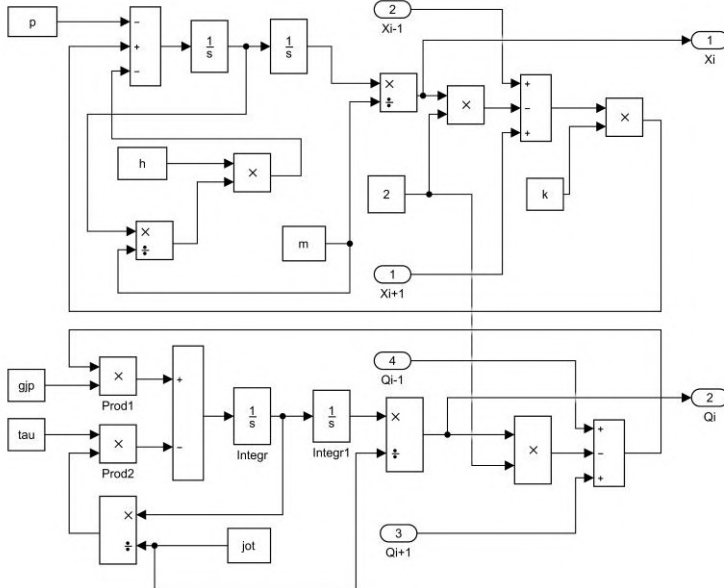 p
−
+
−
1
s
1
s
2
Xi-1
1
Xi
×
÷
×
+
−
+
×
h
×
2
k
×
÷
m
1
Xi+1
gjp
×
Prod1
+
−
tau
×
Prod2
1
s
Integr
1
s
Integr1
×
÷
4
Qi-1
2
Qi
×
+
−
+
×
÷
jot
3
Qi+1